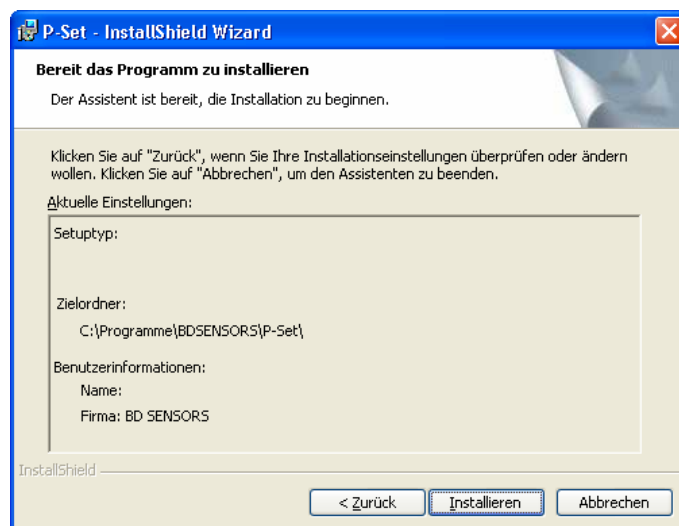 P-Set - InstallShield Wizard
Bereit das Programm zu installieren
Der Assistent ist bereit, die Installation zu beginnen.
Klicken Sie auf "Zurück", wenn Sie Ihre Installationseinstellungen überprüfen oder ändern
wollen. Klicken Sie auf "Abbrechen", um den Assistenten zu beenden.
Aktuelle Einstellungen:
Setuptyp:
Zielordner:
C:\Programme\BDSENSORS\P-Set\
Benutzerinformationen:
Name:
Firma: BD SENSORS
InstallShield
< Zurück Installieren Abbrechen